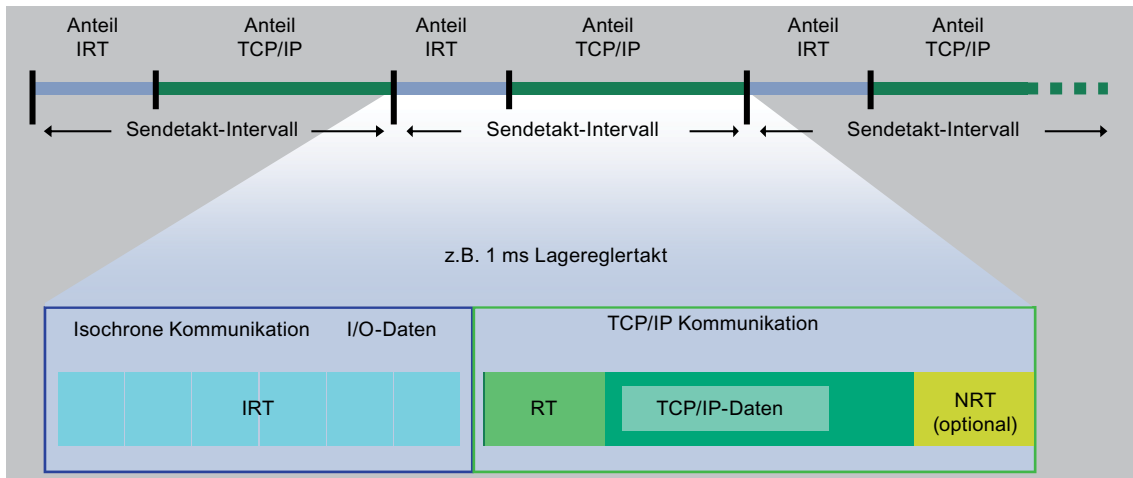 Anteil
IRT
Anteil
TCP/IP
Anteil
IRT
Anteil
TCP/IP
Anteil
IRT
Anteil
TCP/IP
Sendetakt-Intervall
Sendetakt-Intervall
Sendetakt-Intervall
z.B. 1 ms Lagereglertakt
Isochrone Kommunikation
I/O-Daten
TCP/IP Kommunikation
IRT
RT
TCP/IP-Daten
NRT
(optional)